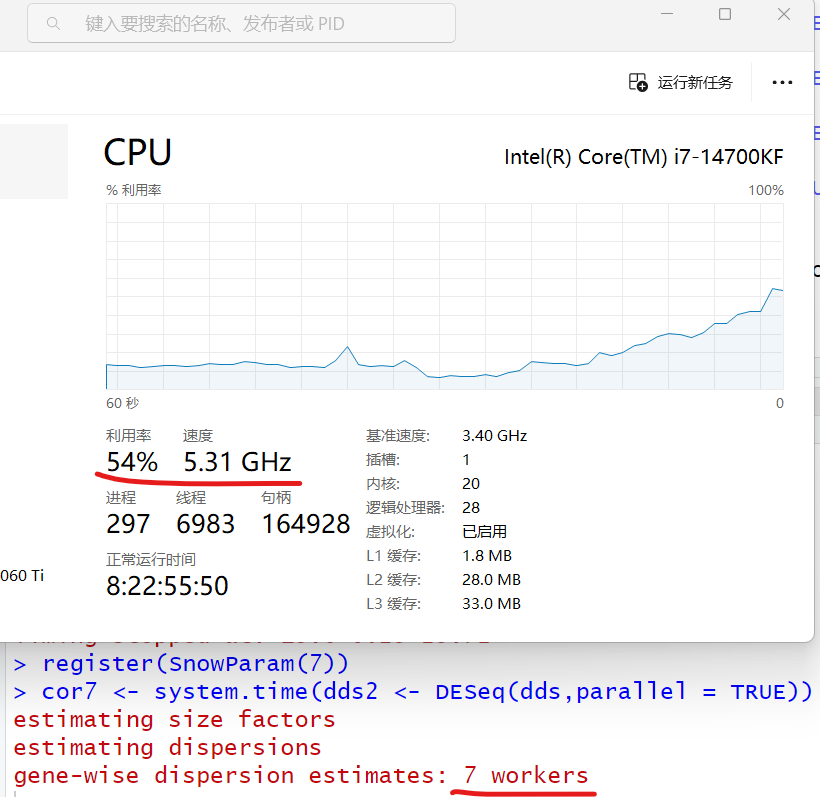 键入要搜索的名称、发布者或 PID
运行新任务
CPU
Intel(R) Core(TM) i7-14700KF
% 利用率
100%
60 秒
0
利用率 速度
54% 5.31 GHz
进程 线程 句柄
297 6983 164928
正常运行时间
8:22:55:50
基准速度: 3.40 GHz
插槽: 1
内核: 20
逻辑处理器: 28
虚拟化: 已启用
L1 缓存: 1.8 MB
L2 缓存: 28.0 MB
L3 缓存: 33.0 MB
060 Ti
> register(SnowParam(7))
> cor7 <- system.time(dds2 <- DESeq(dds,parallel = TRUE))
estimating size factors
estimating dispersions
gene-wise dispersion estimates: 7 workers